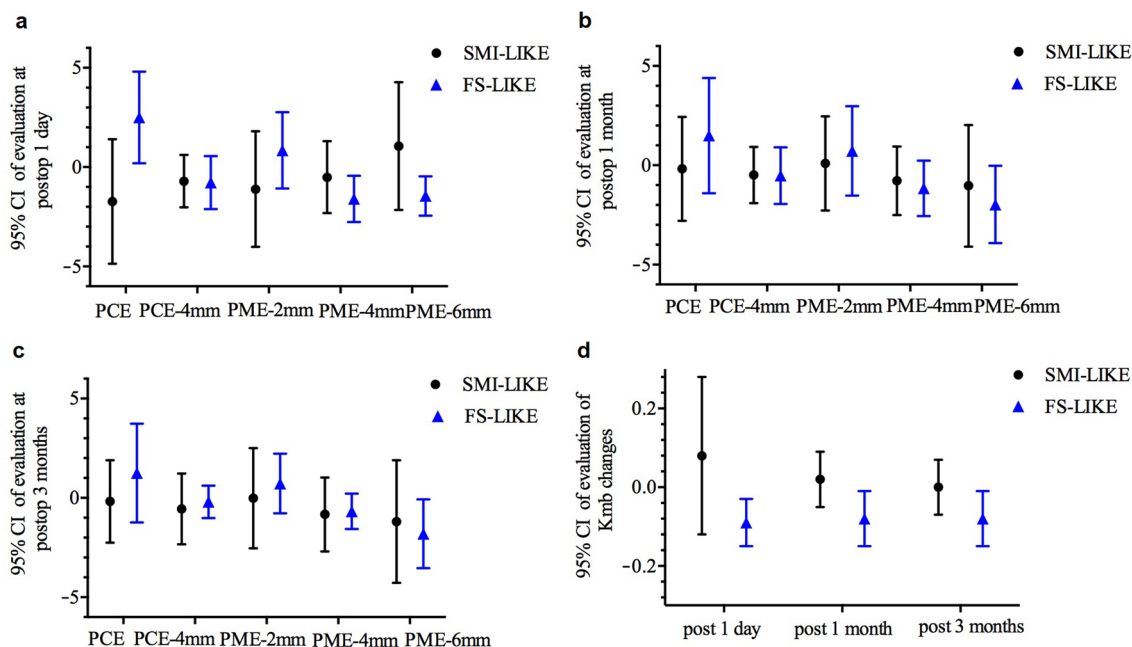 a
SMI-LIKE
FS-LIKE
95% CI of evaluation at
postop 1 day
5
0
−5
PCE PCE-4mm PME-2mm PME-4mm PME-6mm
b
SMI-LIKE
FS-LIKE
95% CI of evaluation at
postop 1 month
5
0
−5
PCE PCE-4mm PME-2mm PME-4mm PME-6mm
c
SMI-LIKE
FS-LIKE
95% CI of evaluation at
postop 3 months
5
0
−5
PCE PCE-4mm PME-2mm PME-4mm PME-6mm
d
SMI-LIKE
FS-LIKE
95% CI of evaluation of
Kmb changes
0.2
0.0
−0.2
post 1 day post 1 month post 3 months